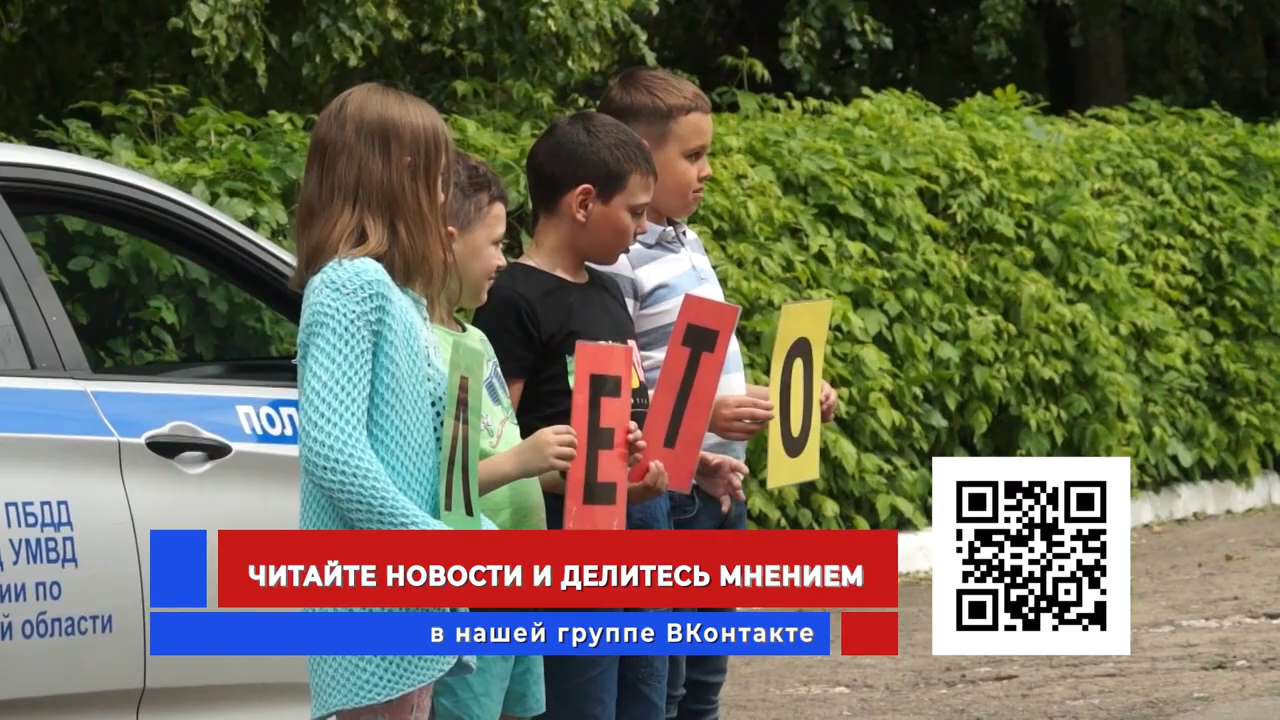 Л Е Т О
ПОЛ
ПБДД
УМВД
ии по
й области
ЧИТАЙТЕ НОВОСТИ И ДЕЛИТЕСЬ МНЕНИЕМ
в нашей группе ВКонтакте